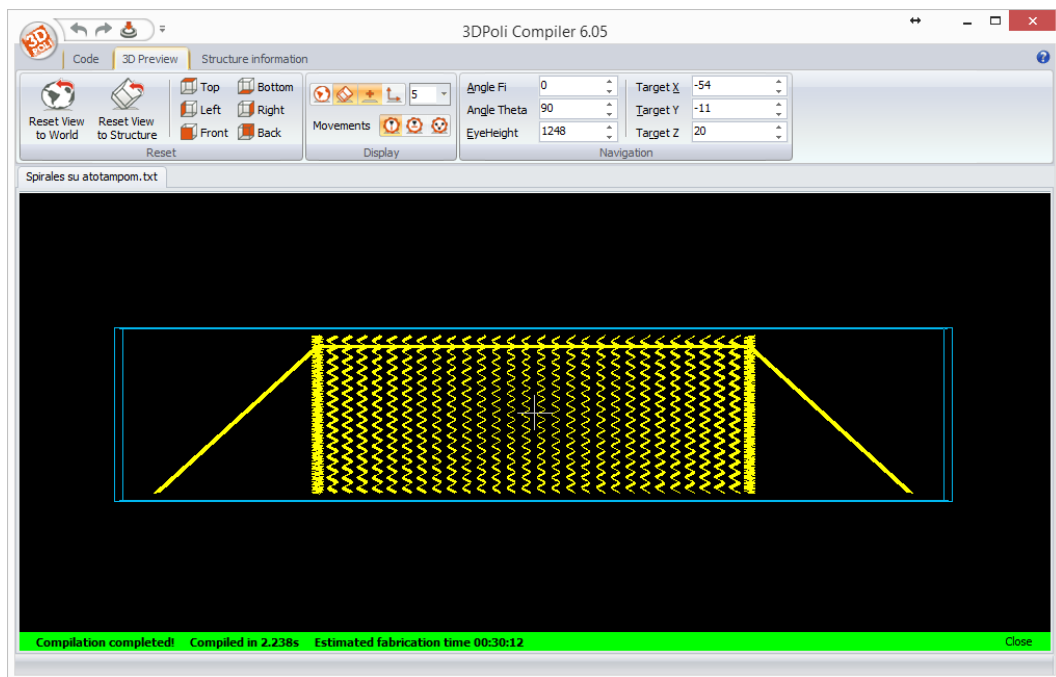 3DPoli Compiler 6.05
3D
POLI
Code 3D Preview Structure information
Reset View to World
Reset View to Structure
Top Bottom
Left Right
Front Back
Reset
5
Movements
Display
Angle Fi 0 Target X -54
Angle Theta 90 Target Y -11
EyeHeight 1248 Target Z 20
Navigation
Spirales su atotampom.txt
Compilation completed! Compiled in 2.238s Estimated fabrication time 00:30:12 Close